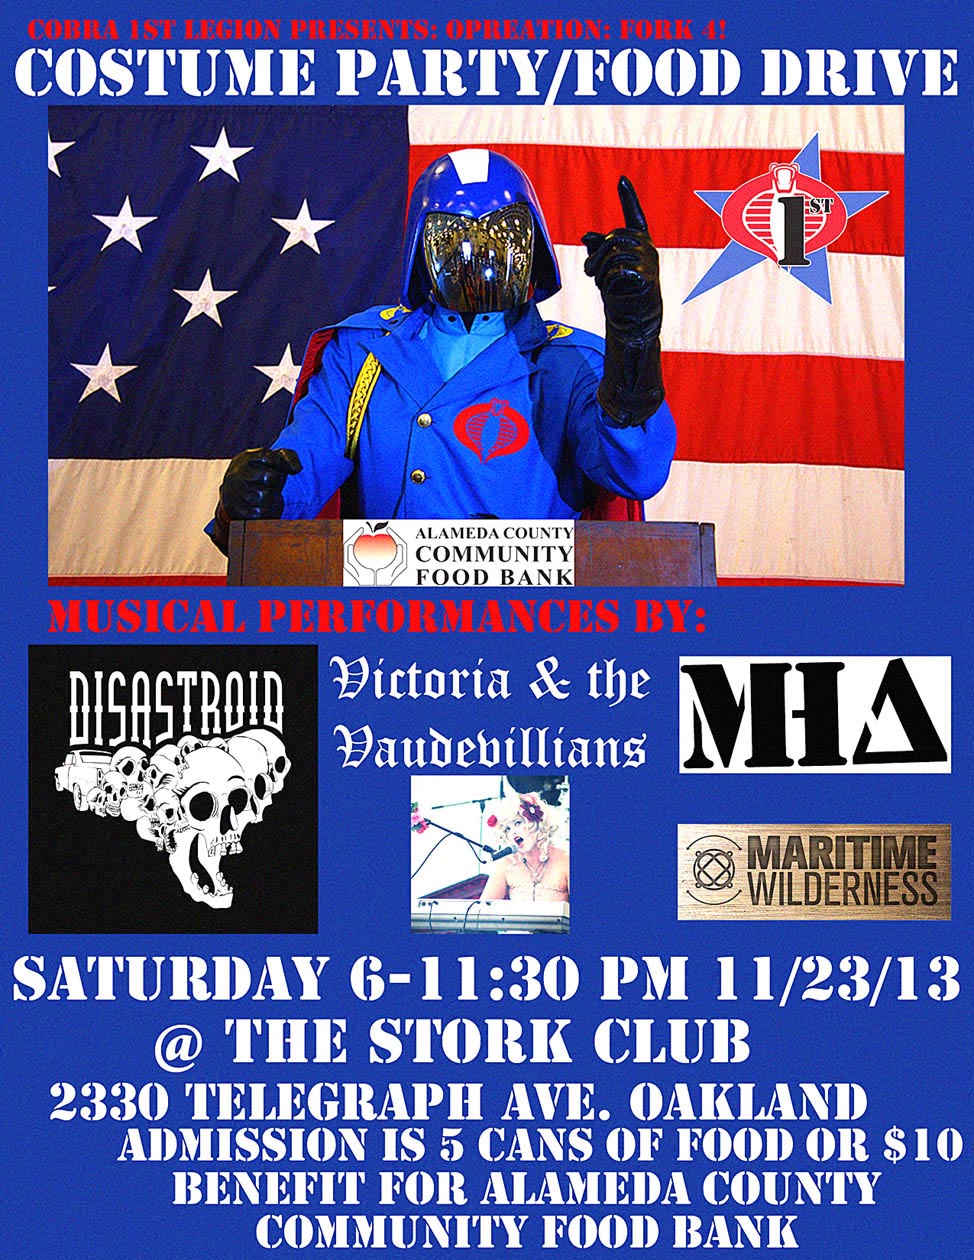 COBRA 1ST LEGION PRESENTS: OPREATION: FORK 4!
COSTUME PARTY/FOOD DRIVE
1ST
ALAMEDA COUNTY
COMMUNITY
FOOD BANK
MUSICAL PERFORMANCES BY:
DISASTROID
Victoria & the
Vaudevillians
MHΔ
MARITIME
WILDERNESS
SATURDAY 6-11:30 PM 11/23/13
@ THE STORK CLUB
2330 TELEGRAPH AVE. OAKLAND
ADMISSION IS 5 CANS OF FOOD OR $10
BENEFIT FOR ALAMEDA COUNTY
COMMUNITY FOOD BANK